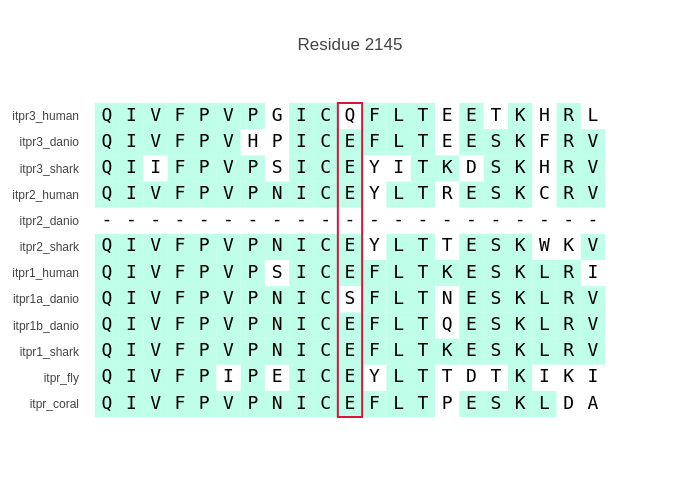 Residue 2145
itpr3_human Q I V F P V P G I C Q F L T E E T K H R L
itpr3_danio Q I V F P V H P I C E F L T E E S K F R V
itpr3_shark Q I I F P V P S I C E Y I T K D S K H R V
itpr2_human Q I V F P V P N I C E Y L T R E S K C R V
itpr2_danio - - - - - - - - - - - - - - - - - - - - -
itpr2_shark Q I V F P V P N I C E Y L T T E S K W K V
itpr1_human Q I V F P V P S I C E F L T K E S K L R I
itpr1a_danio Q I V F P V P N I C S F L T N E S K L R V
itpr1b_danio Q I V F P V P N I C E F L T Q E S K L R V
itpr1_shark Q I V F P V P N I C E F L T K E S K L R V
itpr_fly Q I V F P I P E I C E Y L T T D T K I K I
itpr_coral Q I V F P V P N I C E F L T P E S K L D A